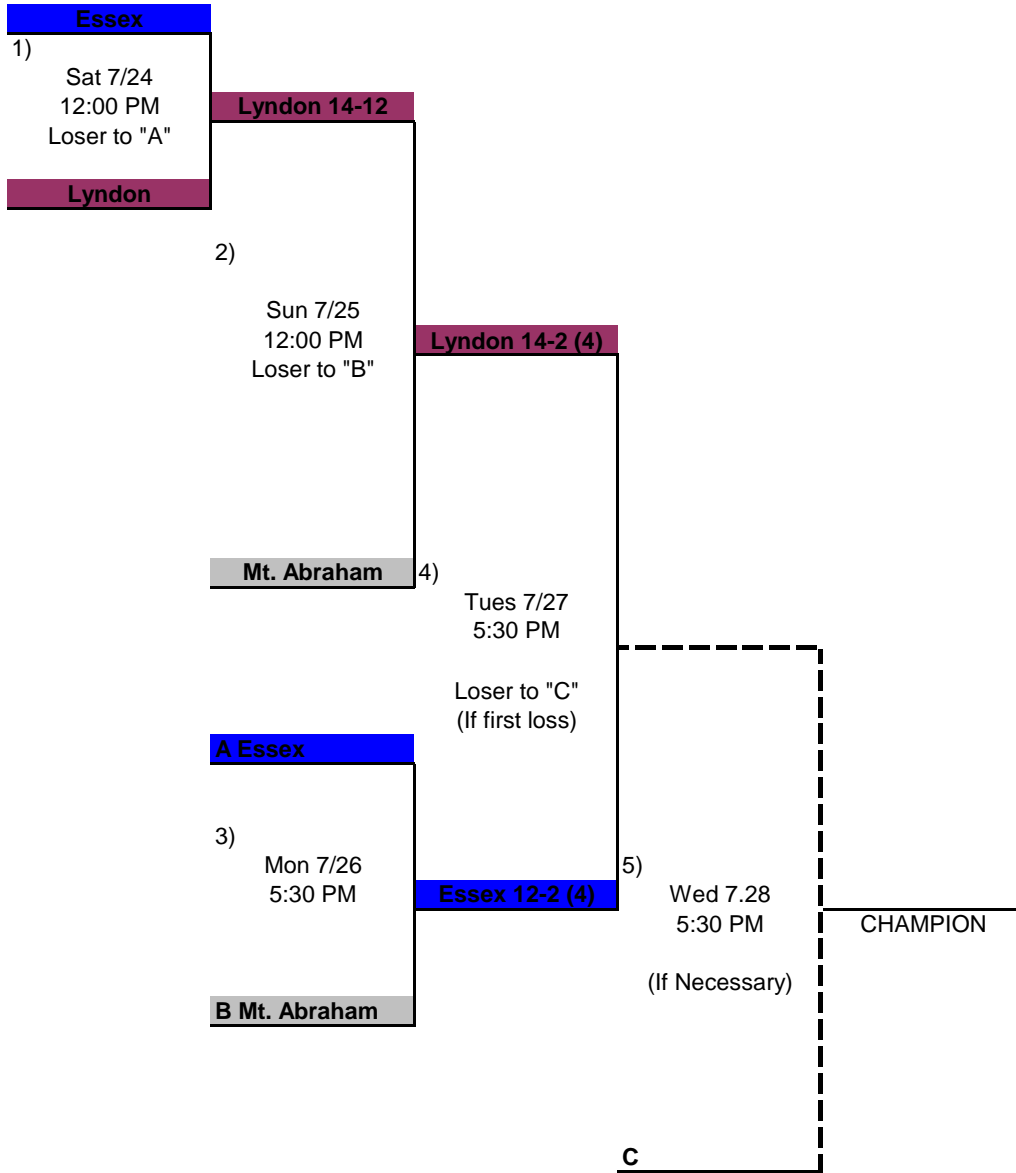 Essex
1)
Sat 7/24
12:00 PM
Loser to "A"
Lyndon 14-12
Lyndon
2)
Sun 7/25
12:00 PM
Loser to "B"
Lyndon 14-2 (4)
Mt. Abraham
4)
Tues 7/27
5:30 PM
Loser to "C"
(If first loss)
A Essex
3)
Mon 7/26
5:30 PM
Essex 12-2 (4)
B Mt. Abraham
5)
Wed 7.28
5:30 PM
(If Necessary)
CHAMPION
C